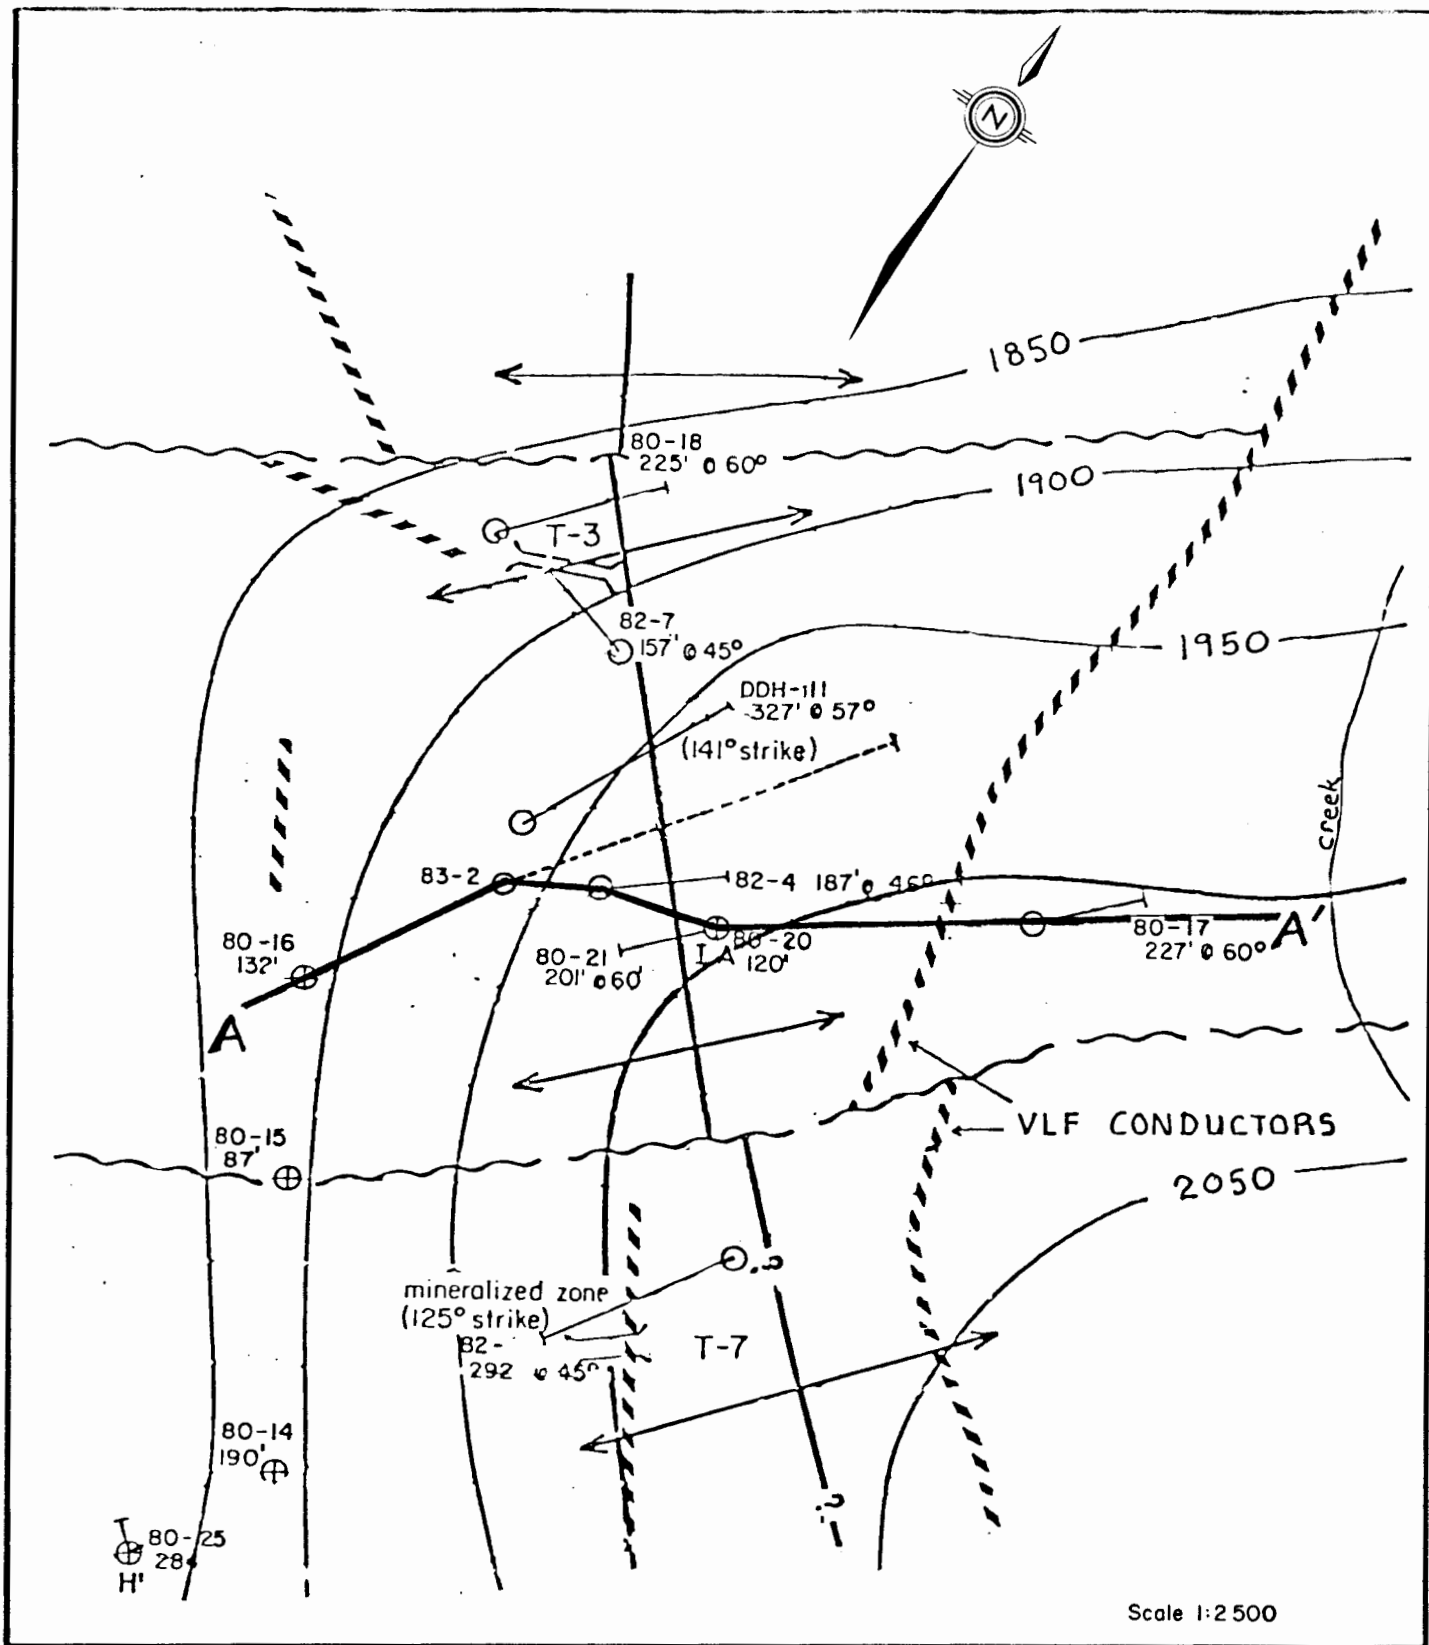 N
1850
80-18
225' @ 60°
1900
T-3
82-7
157' @ 45°
1950
DDH-111
327' @ 57°
(141° strike)
creek
83-2
82-4 187' @ 46°
80-16
132'
80-21
201' @ 60'
80-20
120'
80-17
227' @ 60°
A'
A
VLF CONDUCTORS
80-15
87'
2050
mineralized zone
(125° strike)
82-
292 @ 45°
T-7
?
?
80-14
190'
80-25
28
H'
Scale 1:2500